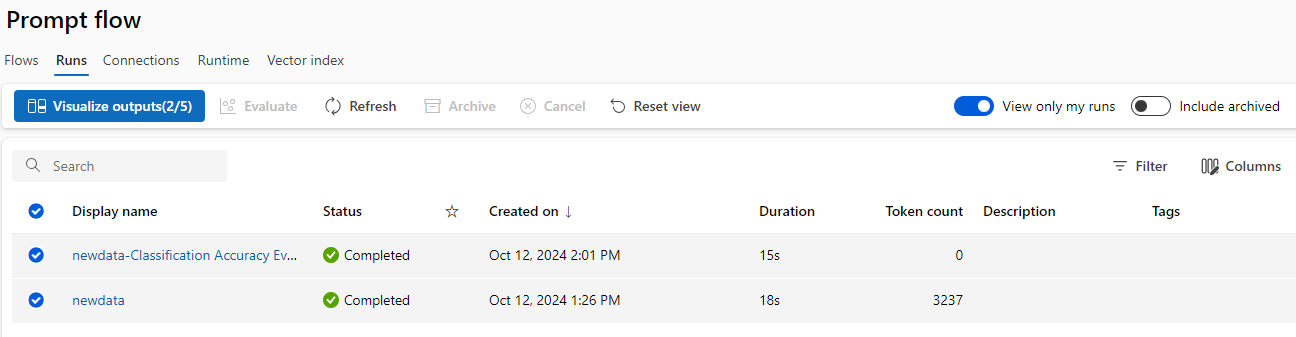 Prompt flow
Flows Runs Connections Runtime Vector index
Visualize outputs(2/5) Evaluate Refresh Archive Cancel Reset view View only my runs Include archived
Search Filter Columns
Display name Status Created on ↓ Duration Token count Description Tags
newdata-Classification Accuracy Ev... Completed Oct 12, 2024 2:01 PM 15s 0
newdata Completed Oct 12, 2024 1:26 PM 18s 3237